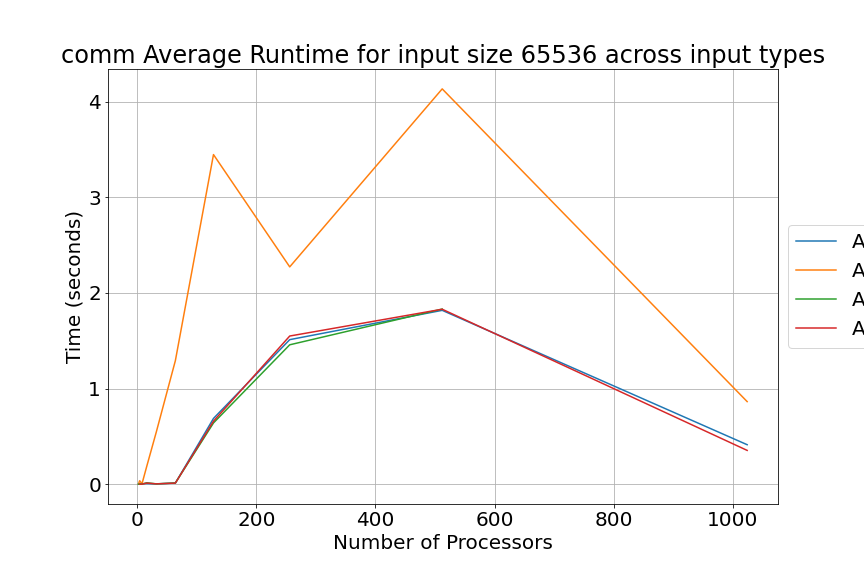 comm Average Runtime for input size 65536 across input types
Time (seconds)
4
3
2
1
0
0 200 400 600 800 1000
Number of Processors
A
A
A
A